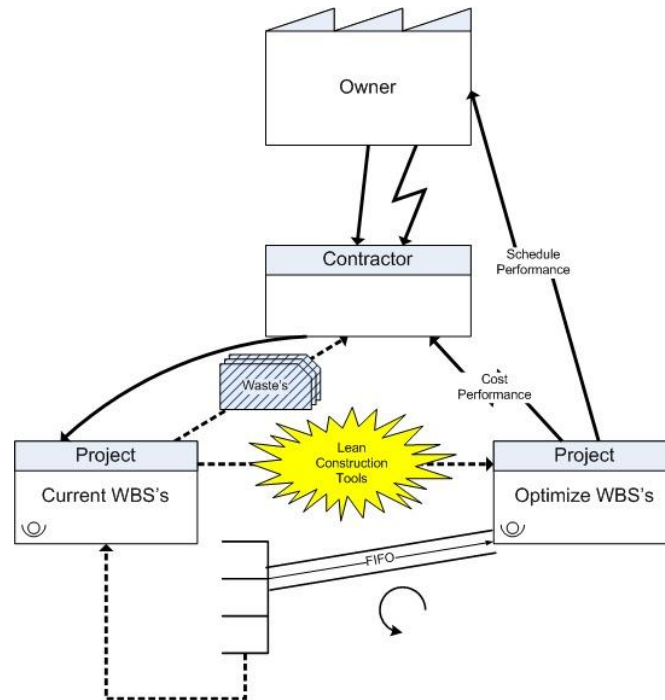 Owner
Contractor
Schedule
Performance
Waste's
Cost
Performance
Project
Current WBS's
Lean
Construction
Tools
Project
Optimize WBS's
FIFO